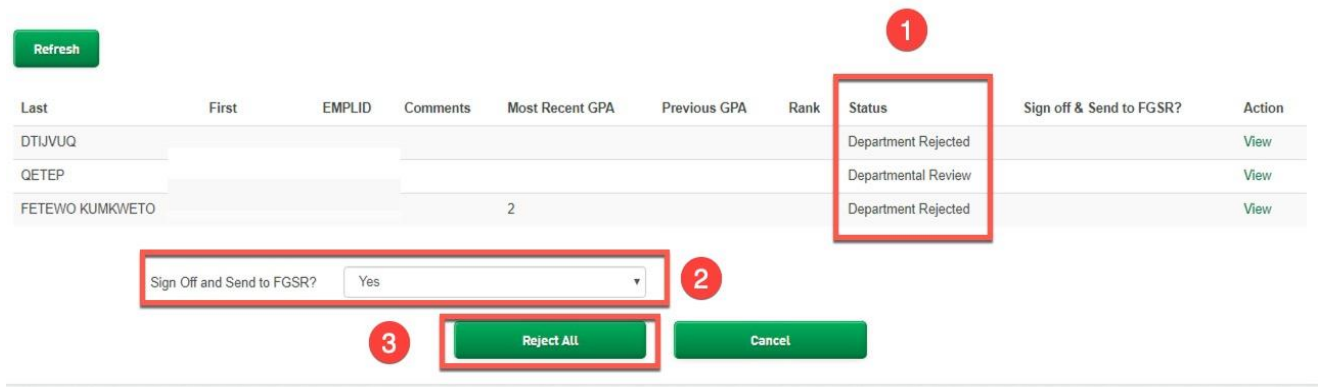 1
Refresh
Last First EMPLID Comments Most Recent GPA Previous GPA Rank Status Sign off & Send to FGSR? Action
DTIJVUQ Department Rejected View
QETEP Departmental Review View
FETEWO KUMKWETO 2 Department Rejected View
Sign Off and Send to FGSR? Yes 2
3 Reject All Cancel